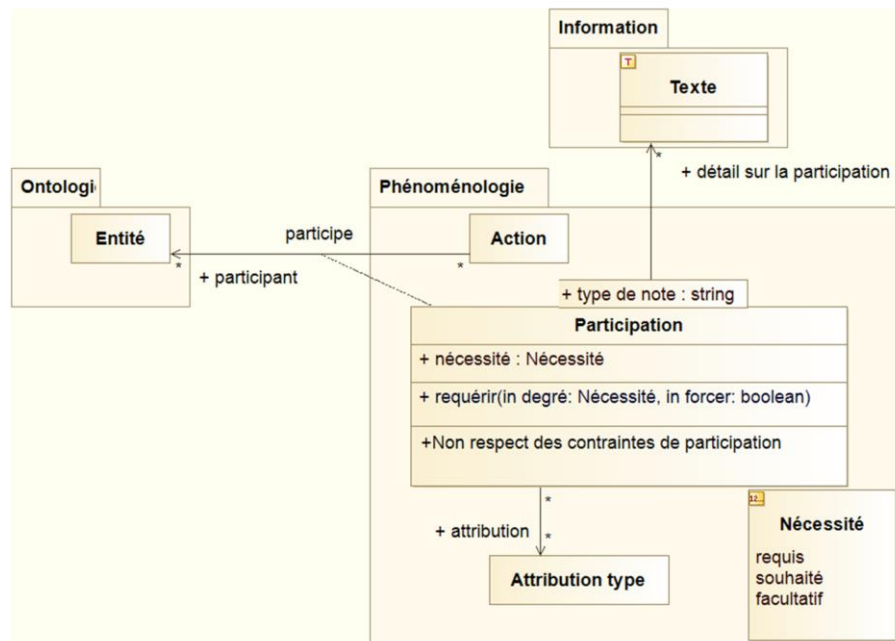 Information
T
Texte
*
+ détail sur la participation
Ontologi
Phénoménologie
Entité
participe
Action
*
+ participant
*
+ type de note : string
Participation
+ nécessité : Nécessité
+ requérir(in degré: Nécessité, in forcer: boolean)
+Non respect des contraintes de participation
*
+ attribution
*
Attribution type
12...
Nécessité
requis
souhaité
facultatif